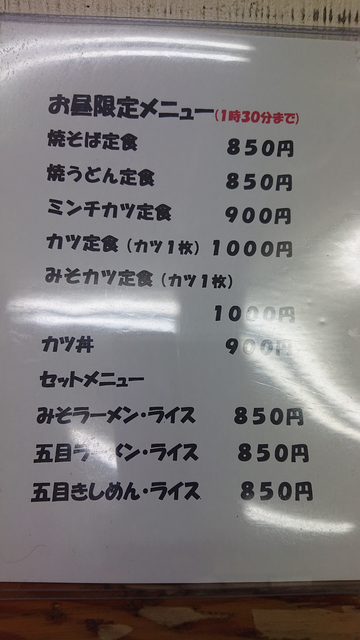 お昼限定メニュー(1時30分まで)
焼そば定食 850円
焼うどん定食 850円
ミンチカツ定食 900円
カツ定食(カツ1枚) 1000円
みそカツ定食(カツ1枚)
1000円
カツ丼 900円
セットメニュー
みそラーメン・ライス 850円
五目ラーメン・ライス 850円
五目きしめん・ライス 850円